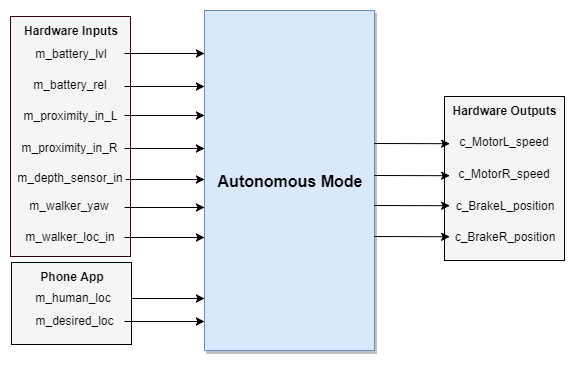 Hardware Inputs
m_battery_lvl
m_battery_rel
m_proximity_in_L
m_proximity_in_R
m_depth_sensor_in
m_walker_yaw
m_walker_loc_in
Phone App
m_human_loc
m_desired_loc
Autonomous Mode
Hardware Outputs
c_MotorL_speed
c_MotorR_speed
c_BrakeL_position
c_BrakeR_position